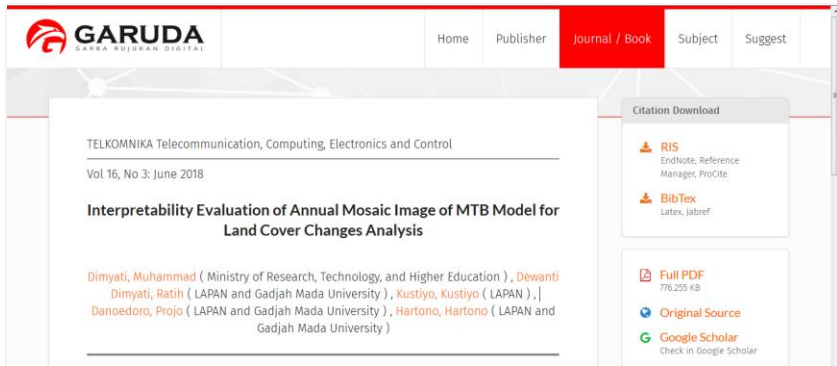 GARUDA
GARBA RUJUKAN DIGITAL
Home
Publisher
Journal / Book
Subject
Suggest
TELKOMNIKA Telecommunication, Computing, Electronics and Control
Vol 16, No 3: June 2018
Interpretability Evaluation of Annual Mosaic Image of MTB Model for
Land Cover Changes Analysis
Dimyati, Muhammad ( Ministry of Research, Technology, and Higher Education ) , Dewanti
Dimyati, Ratih ( LAPAN and Gadjah Mada University ) , Kustiyo, Kustiyo ( LAPAN ) ,
Danoedoro, Projo ( LAPAN and Gadjah Mada University ) , Hartono, Hartono ( LAPAN and
Gadjah Mada University )
Citation Download
RIS
EndNote, Reference
Manager, ProCite
BibTex
Latex, Jabref
Full PDF
776.255 KB
Original Source
Google Scholar
Check in Google Scholar